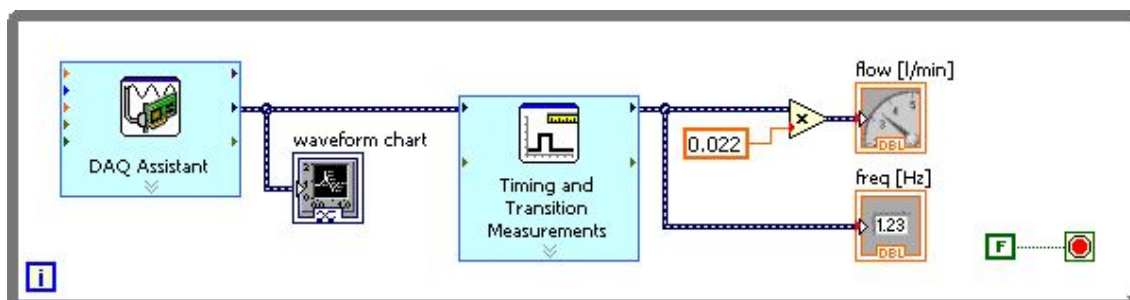 DAQ Assistant
waveform chart
Timing and
Transition
Measurements
0.022
x
flow [l/min]
DBL
freq [Hz]
1.23
DBL
F
i